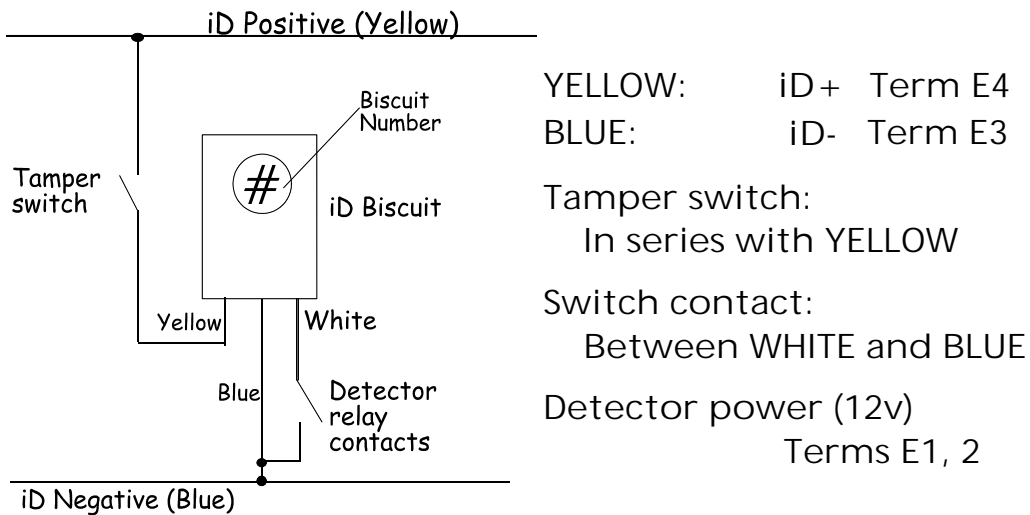 iD Positive (Yellow)
Biscuit
Number
#
Tamper
switch
iD Biscuit
Yellow
White
Blue
Detector
relay
contacts
iD Negative (Blue)
YELLOW: iD+ Term E4
BLUE: iD- Term E3
Tamper switch:
In series with YELLOW
Switch contact:
Between WHITE and BLUE
Detector power (12v)
Terms E1, 2